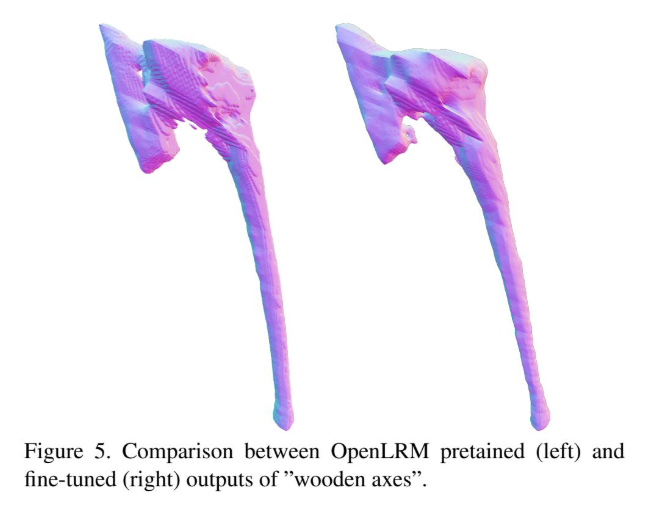 Figure 5. Comparison between OpenLRM pretained (left) and
fine-tuned (right) outputs of ”wooden axes”.